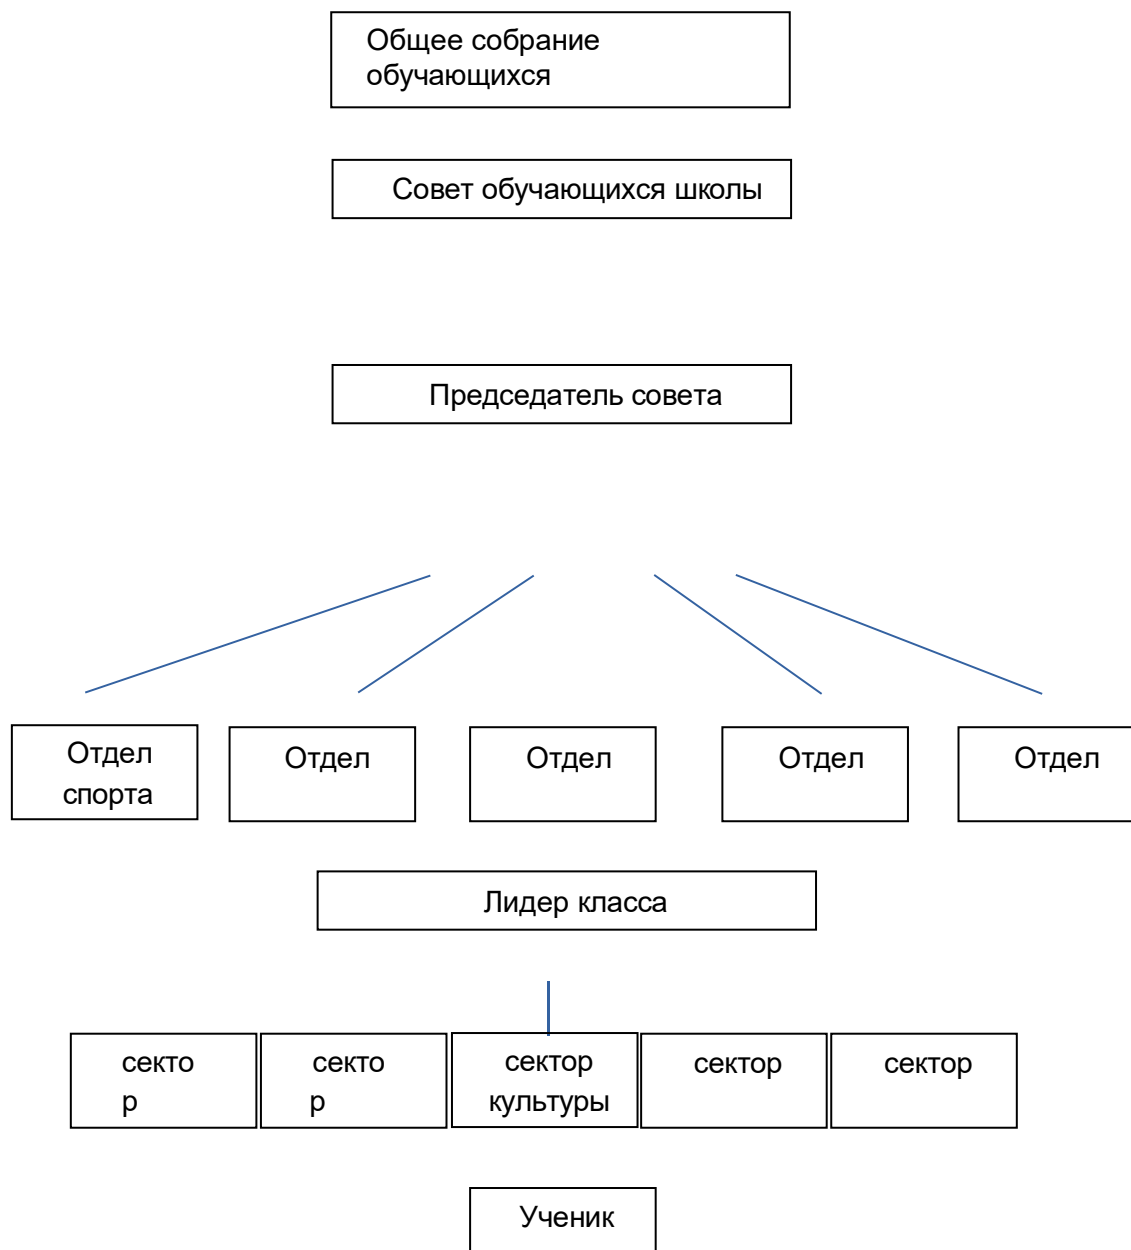 Общее собрание
обучающихся
Совет обучающихся школы
Председатель совета
Отдел
спорта
Отдел
Отдел
Отдел
Отдел
Лидер класса
секто
р
секто
р
сектор
культуры
сектор
сектор
Ученик